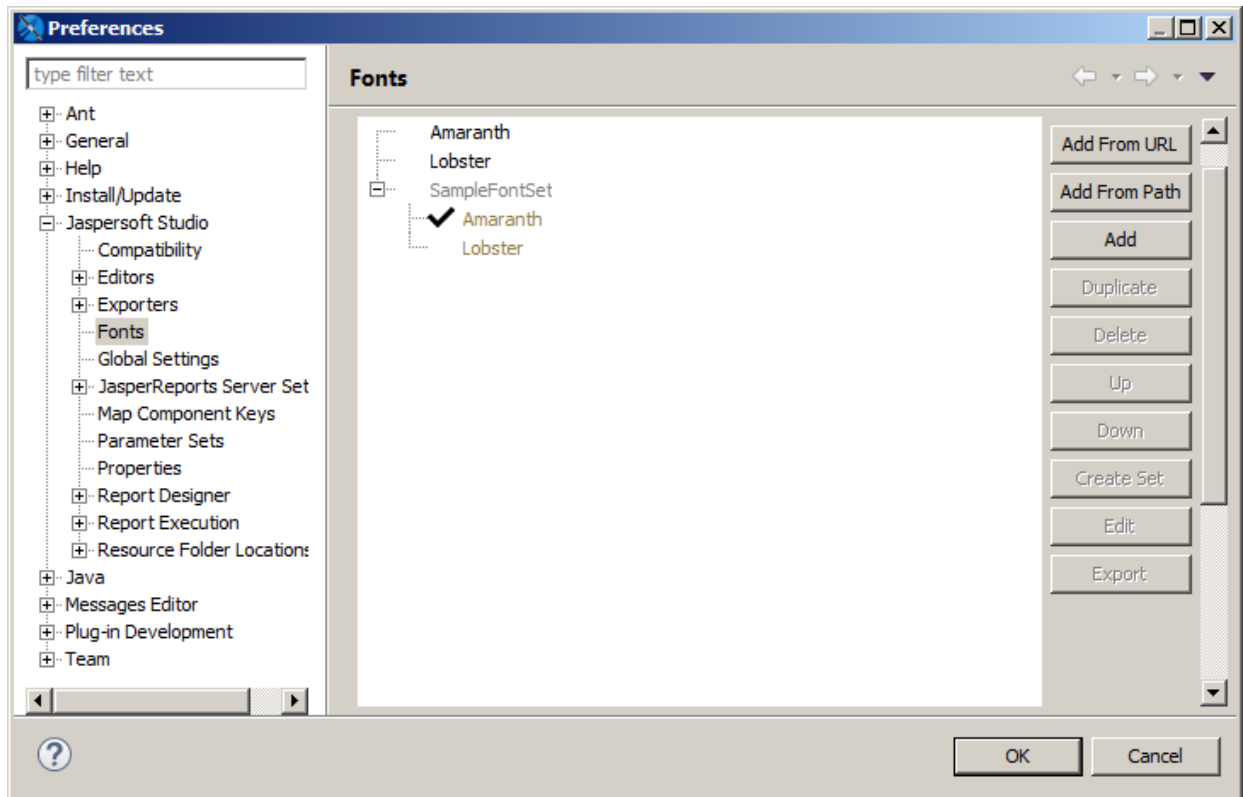 Preferences
type filter text
Ant
General
Help
Install/Update
Jaspersoft Studio
Compatibility
Editors
Exporters
Fonts
Global Settings
JasperReports Server Set
Map Component Keys
Parameter Sets
Properties
Report Designer
Report Execution
Resource Folder Locations
Java
Messages Editor
Plug-in Development
Team
Fonts
Amaranth
Lobster
SampleFontSet
Amaranth
Lobster
Add From URL
Add From Path
Add
Duplicate
Delete
Up
Down
Create Set
Edit
Export
?
OK
Cancel